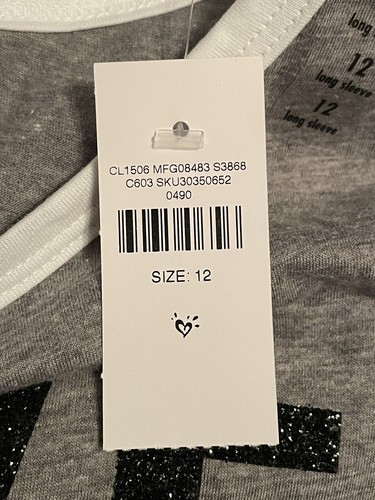 long
12
long sleeve
12
long sleeve
CL1506 MFG08483 S3868
C603 SKU30350652
0490
SIZE: 12